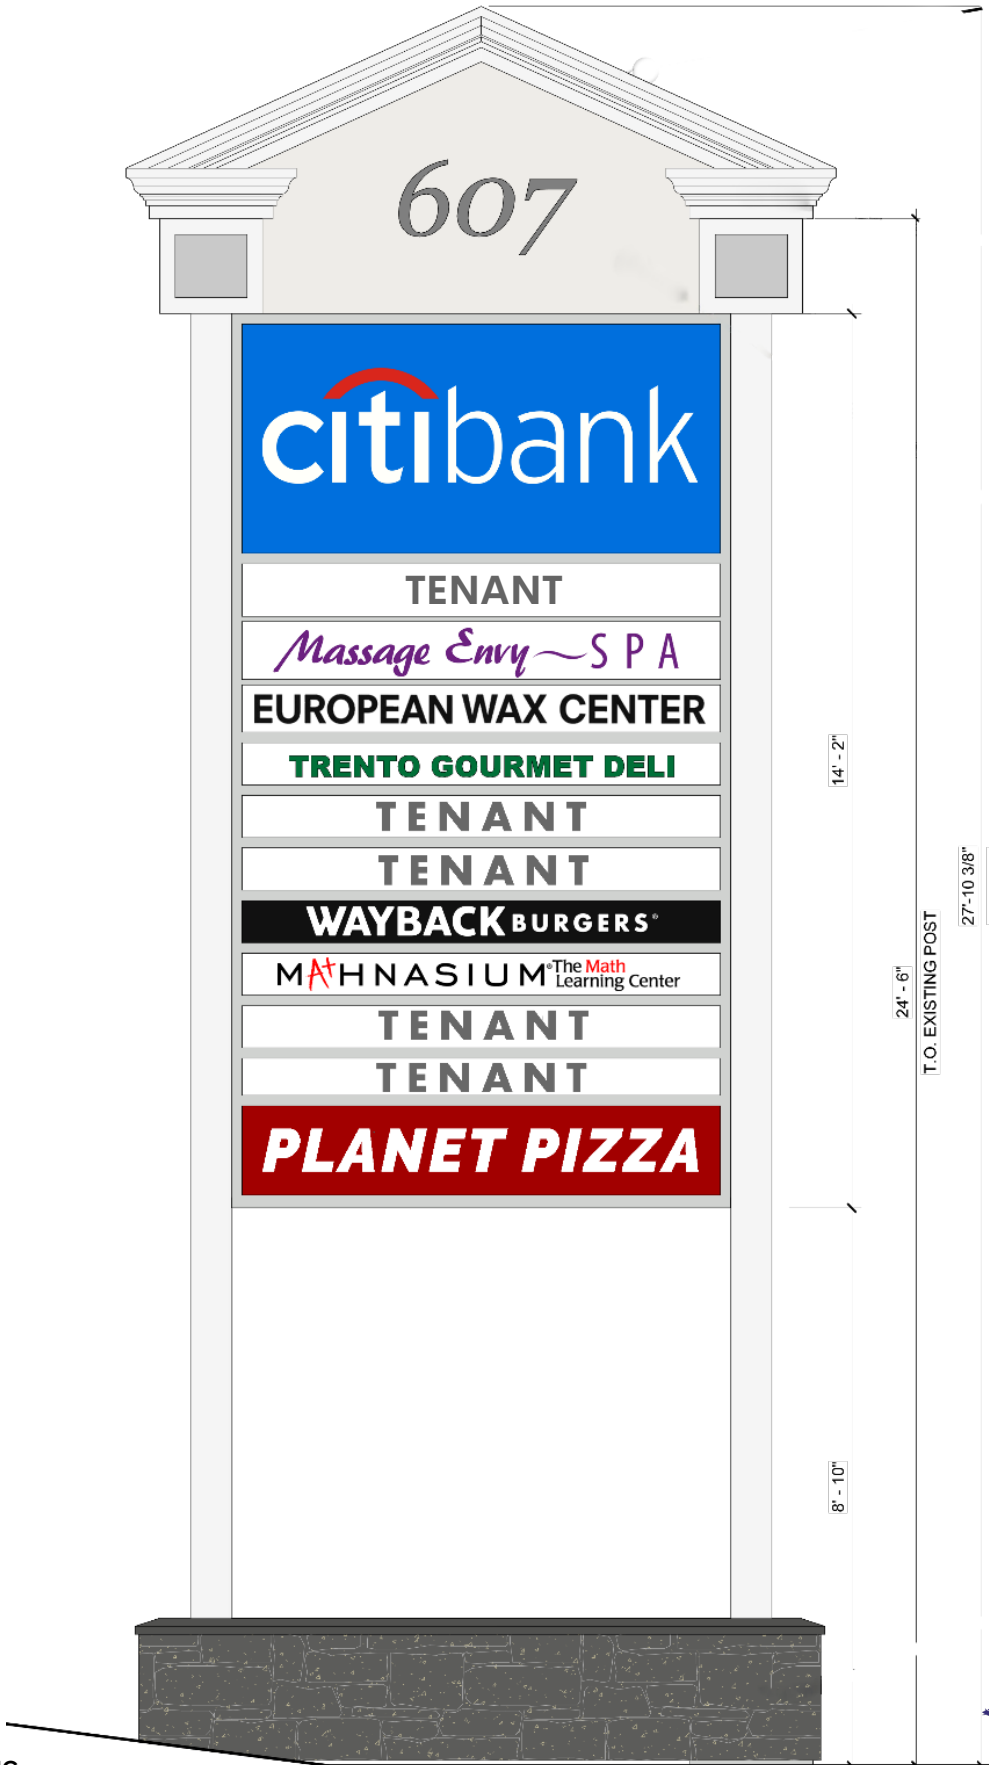 607
citibank
TENANT
Massage Envy SPA
EUROPEAN WAX CENTER
TRENTO GOURMET DELI
TENANT
TENANT
WAYBACK BURGERS®
MATHNASIUM® The Math
Learning Center
TENANT
TENANT
PLANET PIZZA
14' - 2"
8' - 10"
24' - 6"
T.O. EXISTING POST
27'-10 3/8"